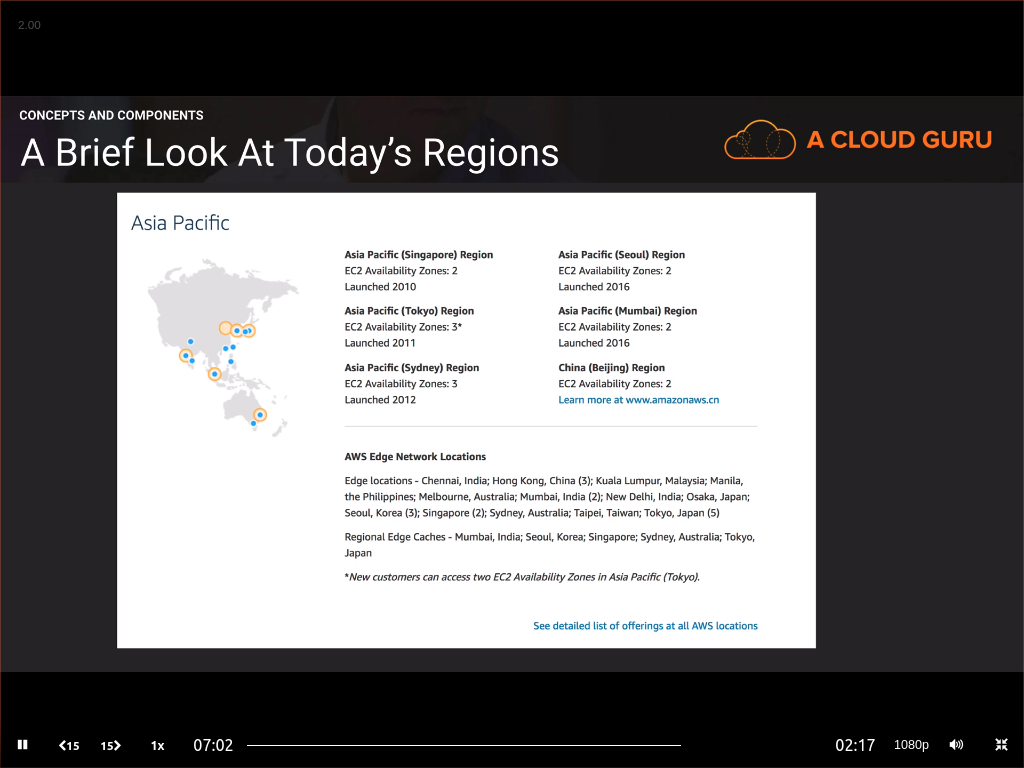 2.00
CONCEPTS AND COMPONENTS
A Brief Look At Today’s Regions
A CLOUD GURU
Asia Pacific
Asia Pacific (Singapore) Region
EC2 Availability Zones: 2
Launched 2010
Asia Pacific (Seoul) Region
EC2 Availability Zones: 2
Launched 2016
Asia Pacific (Tokyo) Region
EC2 Availability Zones: 3*
Launched 2011
Asia Pacific (Mumbai) Region
EC2 Availability Zones: 2
Launched 2016
Asia Pacific (Sydney) Region
EC2 Availability Zones: 3
Launched 2012
China (Beijing) Region
EC2 Availability Zones: 2
Learn more at www.amazonaws.cn
AWS Edge Network Locations
Edge locations - Chennai, India; Hong Kong, China (3); Kuala Lumpur, Malaysia; Manila,
the Philippines; Melbourne, Australia; Mumbai, India (2); New Delhi, India; Osaka, Japan;
Seoul, Korea (3); Singapore (2); Sydney, Australia; Taipei, Taiwan; Tokyo, Japan (5)
Regional Edge Caches - Mumbai, India; Seoul, Korea; Singapore; Sydney, Australia; Tokyo,
Japan
*New customers can access two EC2 Availability Zones in Asia Pacific (Tokyo).
See detailed list of offerings at all AWS locations
15 15 1x 07:02 02:17 1080p